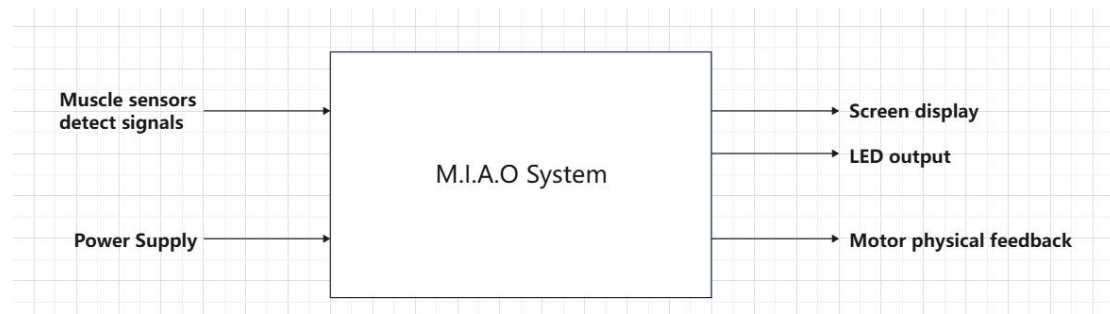 Muscle sensors
detect signals
Power Supply
M.I.A.O System
Screen display
LED output
Motor physical feedback